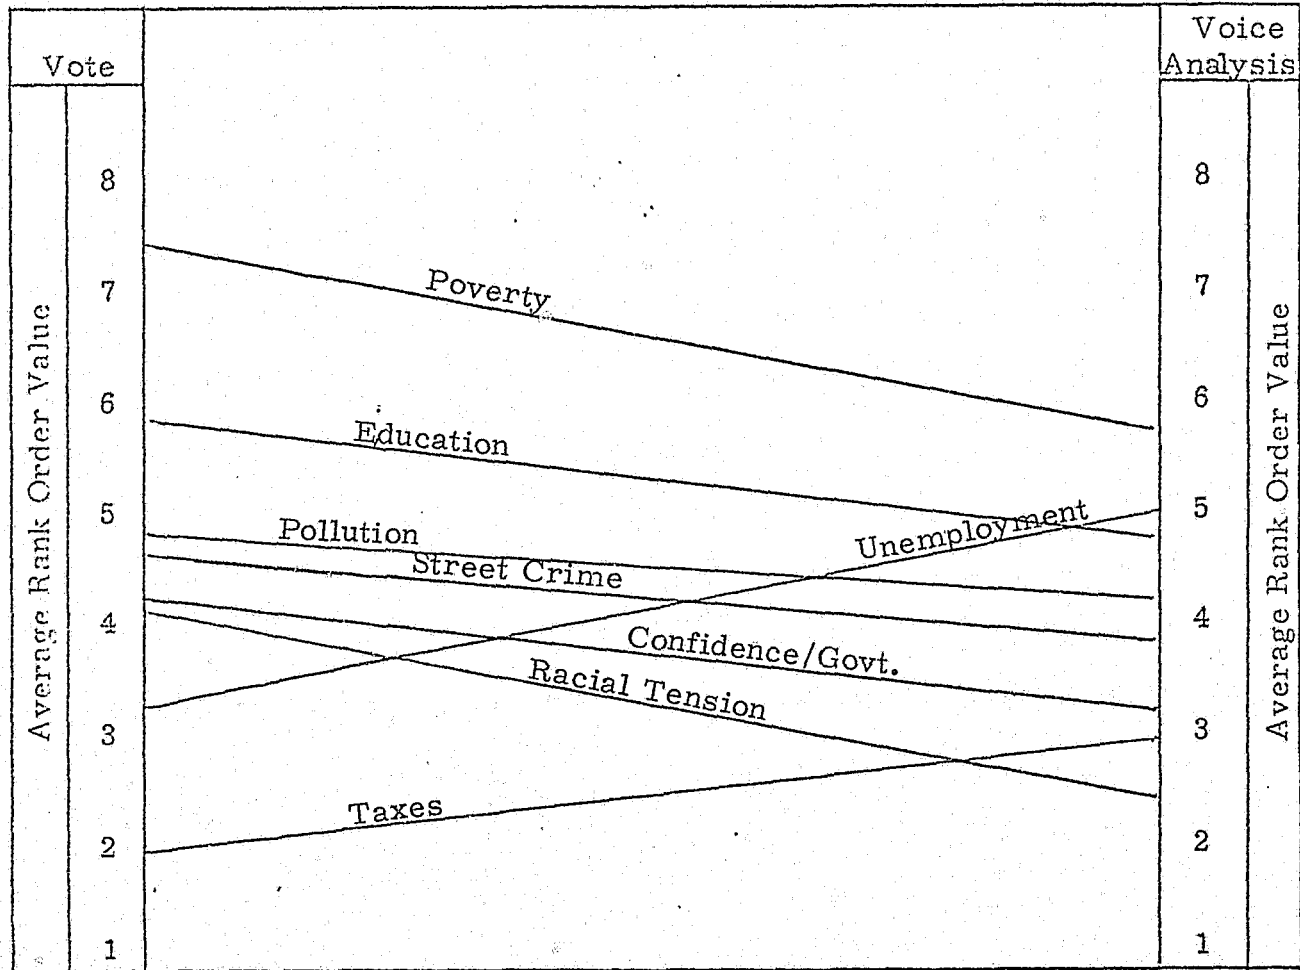 Vote
Voice
Analysis
Average Rank Order Value
8
7
6
5
4
3
2
1
Poverty
Education
Pollution
Street Crime
Unemployment
Confidence/Govt.
Racial Tension
Taxes
8
7
6
5
4
3
2
1
Average Rank Order Value